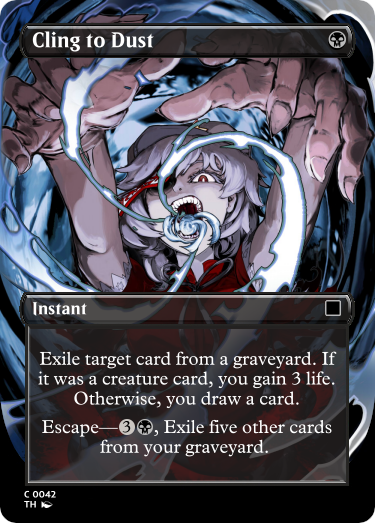 Cling to Dust
Instant
Exile target card from a graveyard. If
it was a creature card, you gain 3 life.
Otherwise, you draw a card.
Escape—3, Exile five other cards
from your graveyard.
C 0042
TH